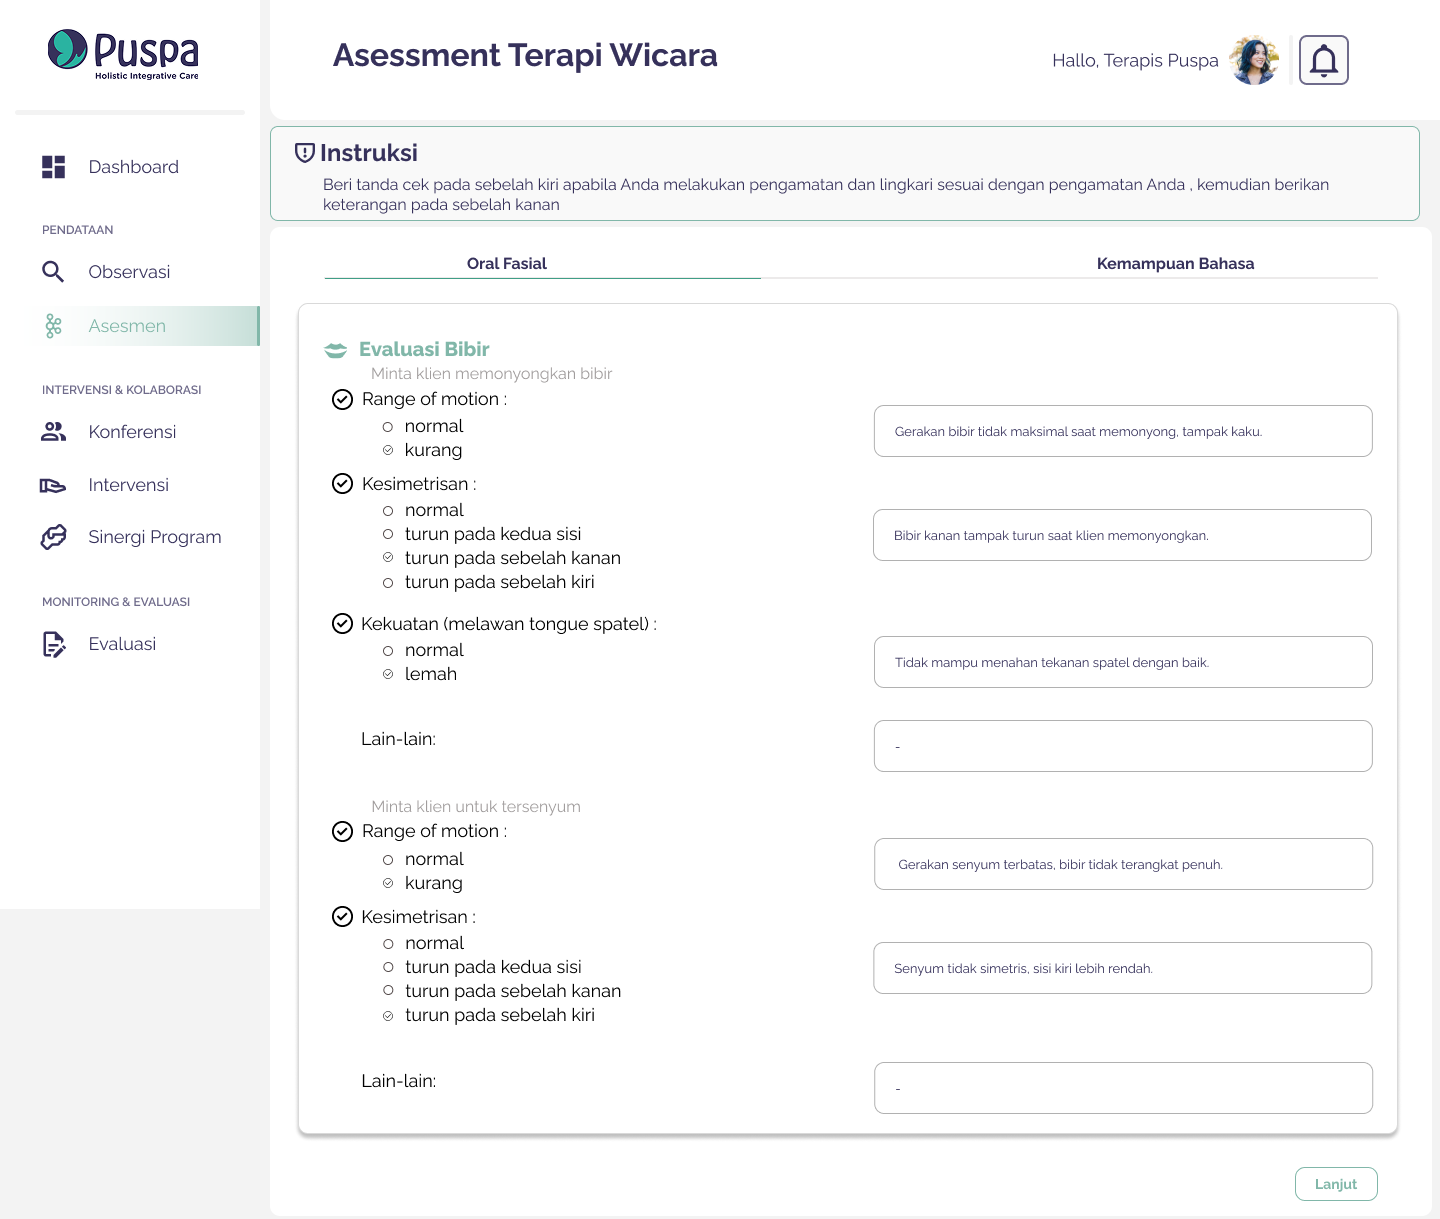 Puspa
Holistic Integrative Care
Asessment Terapi Wicara
Hallo, Terapis Puspa
Dashboard
PENDATAAN
Observasi
Asesmen
INTERVENSI & KOLABORASI
Konferensi
Intervensi
Sinergi Program
MONITORING & EVALUASI
Evaluasi
Instruksi
Beri tanda cek pada sebelah kiri apabila Anda melakukan pengamatan dan lingkari sesuai dengan pengamatan Anda , kemudian berikan
keterangan pada sebelah kanan
Oral Fasial
Kemampuan Bahasa
Evaluasi Bibir
Minta klien memonyongkan bibir
Range of motion :
normal
kurang
Gerakan bibir tidak maksimal saat memonyong, tampak kaku.
Kesimetrisan :
normal
turun pada kedua sisi
turun pada sebelah kanan
turun pada sebelah kiri
Bibir kanan tampak turun saat klien memonyongkan.
Kekuatan (melawan tongue spatel) :
normal
lemah
Tidak mampu menahan tekanan spatel dengan baik.
Lain-lain:
-
Minta klien untuk tersenyum
Range of motion :
normal
kurang
Gerakan senyum terbatas, bibir tidak terangkat penuh.
Kesimetrisan :
normal
turun pada kedua sisi
turun pada sebelah kanan
turun pada sebelah kiri
Senyum tidak simetris, sisi kiri lebih rendah.
Lain-lain:
-
Lanjut